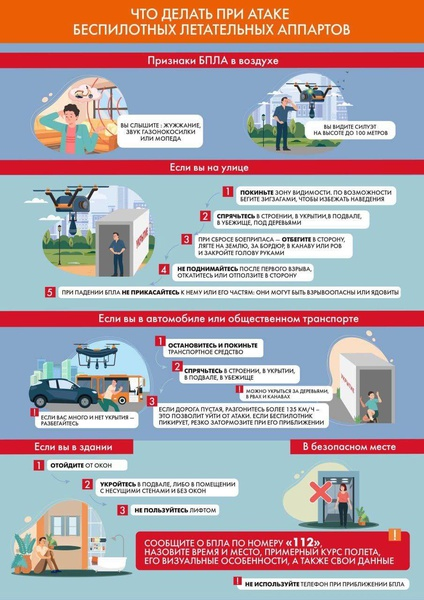 ЧТО ДЕЛАТЬ ПРИ АТАКЕ
БЕСПИЛОТНЫХ ЛЕТАТЕЛЬНЫХ АППАРТОВ
Признаки БПЛА в воздухе
ВЫ СЛЫШИТЕ : ЖУЖЖАНИЕ,
ЗВУК ГАЗОНОКОСИЛКИ
ИЛИ МОПЕДА
ВЫ ВИДИТЕ СИЛУЭТ
НА ВЫСОТЕ ДО 100 МЕТРОВ
Если вы на улице
1 ПОКИНЬТЕ ЗОНУ ВИДИМОСТИ. ПО ВОЗМОЖНОСТИ
БЕГИТЕ ЗИГЗАГАМИ, ЧТОБЫ ИЗБЕЖАТЬ НАВЕДЕНИЯ
2 СПРЯЧЬТЕСЬ В СТРОЕНИИ, В УКРЫТИИ,В ПОДВАЛЕ,
В УБЕЖИЩЕ, ПОД ДЕРЕВЬЯМИ
3 ПРИ СБРОСЕ БОЕПРИПАСА — ОТБЕГИТЕ В СТОРОНУ,
ЛЯГТЕ НА ЗЕМЛЮ, ЗА БОРДЮР, В КАНАВУ ИЛИ РОВ
И ЗАКРОЙТЕ ГОЛОВУ РУКАМИ
4 НЕ ПОДНИМАЙТЕСЬ ПОСЛЕ ПЕРВОГО ВЗРЫВА,
ОТКАТИТЕСЬ ИЛИ ОТПОЛЗИТЕ В СТОРОНУ
5 ПРИ ПАДЕНИИ БПЛА НЕ ПРИКАСАЙТЕСЬ К НЕМУ ИЛИ ЕГО ЧАСТЯМ: ОНИ МОГУТ БЫТЬ ВЗРЫВООПАСНЫ ИЛИ ЯДОВИТЫ
Если вы в автомобиле или общественном транспорте
1 ОСТАНОВИТЕ И ПОКИНЬТЕ
ТРАНСПОРТНОЕ СРЕДСТВО
2 СПРЯЧЬТЕСЬ В СТРОЕНИИ, В УКРЫТИИ,
В ПОДВАЛЕ, В УБЕЖИЩЕ
! МОЖНО УКРЫТЬСЯ ЗА ДЕРЕВЬЯМИ,
В РВАХ И КАНАВАХ
! ЕСЛИ ВАС МНОГО И НЕТ УКРЫТИЯ —
РАЗБЕГАЙТЕСЬ
3 ЕСЛИ ДОРОГА ПУСТАЯ, РАЗГОНИТЕСЬ БОЛЕЕ 135 КМ/Ч –
ЭТО ПОЗВОЛИТ УЙТИ ОТ АТАКИ. ЕСЛИ БЕСПИЛОТНИК
ПИКИРУЕТ, РЕЗКО ЗАТОРМОЗИТЕ ПРИ ЕГО ПРИБЛИЖЕНИИ
!
Если вы в здании
1 ОТОЙДИТЕ ОТ ОКОН
2 УКРОЙТЕСЬ В ПОДВАЛЕ, ЛИБО В ПОМЕЩЕНИИ
С НЕСУЩИМИ СТЕНАМИ И БЕЗ ОКОН
3 НЕ ПОЛЬЗУЙТЕСЬ ЛИФТОМ
В безопасном месте
СООБЩИТЕ О БПЛА ПО НОМЕРУ «112»,
НАЗОВИТЕ ВРЕМЯ И МЕСТО, ПРИМЕРНЫЙ КУРС ПОЛЕТА,
ЕГО ВИЗУАЛЬНЫЕ ОСОБЕННОСТИ, А ТАКЖЕ СВОИ ДАННЫЕ
!
! НЕ ИСПОЛЬЗУЙТЕ ТЕЛЕФОН ПРИ ПРИБЛИЖЕНИИ БПЛА